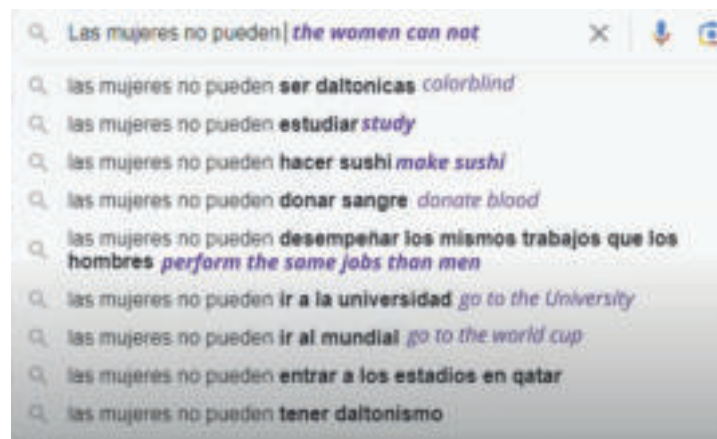 Las mujeres no pueden the women can not
las mujeres no pueden ser daltonicas colorblind
las mujeres no pueden estudiar study
las mujeres no pueden hacer sushi make sushi
las mujeres no pueden donar sangre donate blood
las mujeres no pueden desempeñar los mismos trabajos que los
hombres perform the same jobs than men
las mujeres no pueden ir a la universidad go to the University
las mujeres no pueden ir al mundial go to the world cup
las mujeres no pueden entrar a los estadios en qatar
las mujeres no pueden tener daltonismo